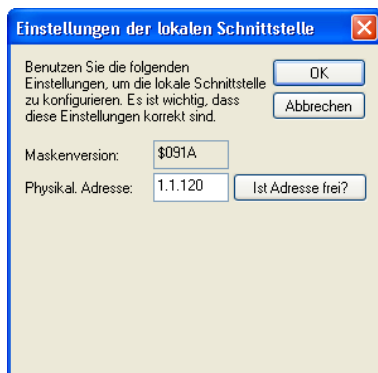 Einstellungen der lokalen Schnittstelle
Benutzen Sie die folgenden
Einstellungen, um die lokale Schnittstelle
zu konfigurieren. Es ist wichtig, dass
diese Einstellungen korrekt sind.
OK
Abbrechen
Maskenversion: $091A
Physikal. Adresse: 1.1.120 Ist Adresse frei?